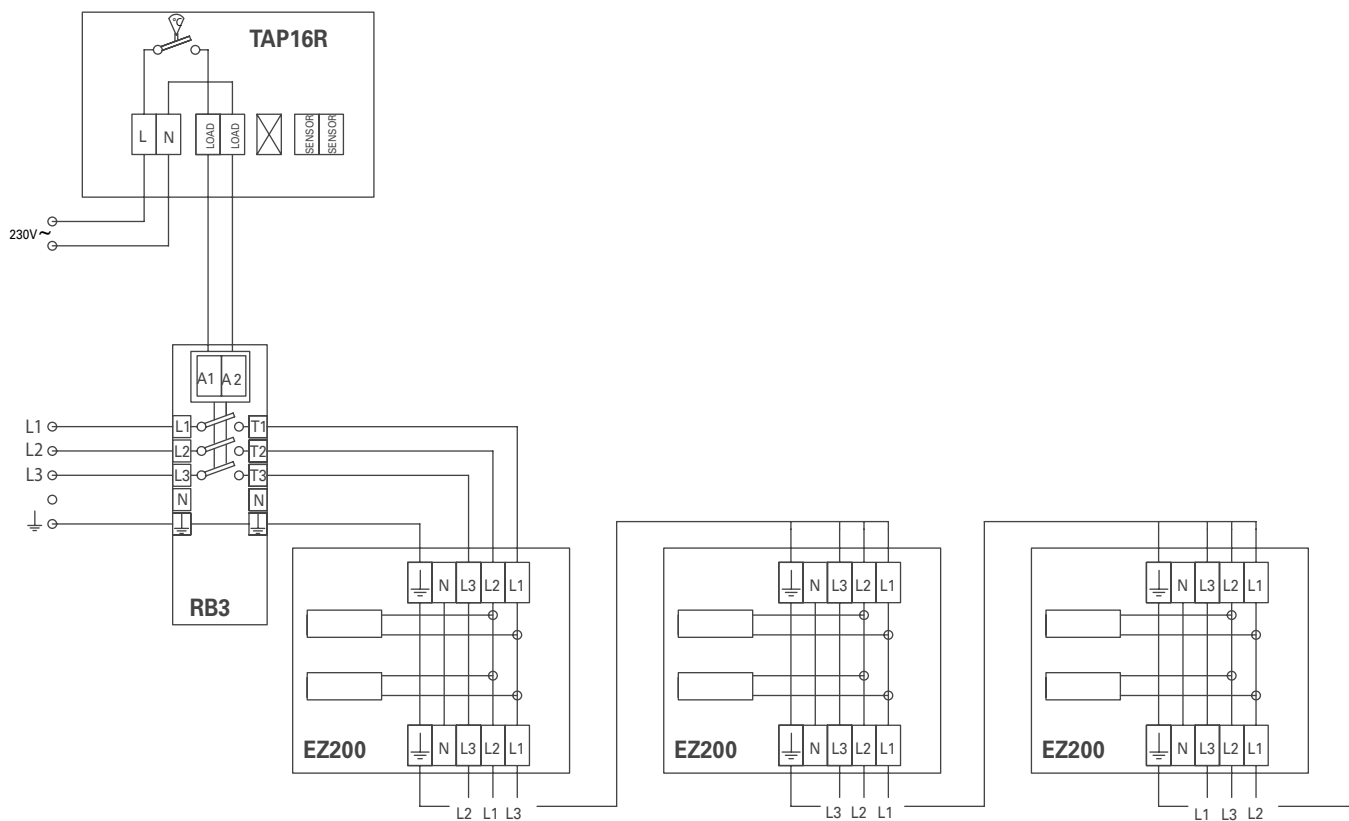 TAP16R
°C
L N LOAD LOAD SENSOR SENSOR
230V~
A1 A2
L1 L1 T1
L2 L2 T2
L3 L3 T3
N N
RB3
N L3 L2 L1
N L3 L2 L1
N L3 L2 L1
EZ200 N L3 L2 L1
EZ200 N L3 L2 L1
EZ200 N L3 L2 L1
L2 L1 L3
L3 L2 L1
L1 L3 L2